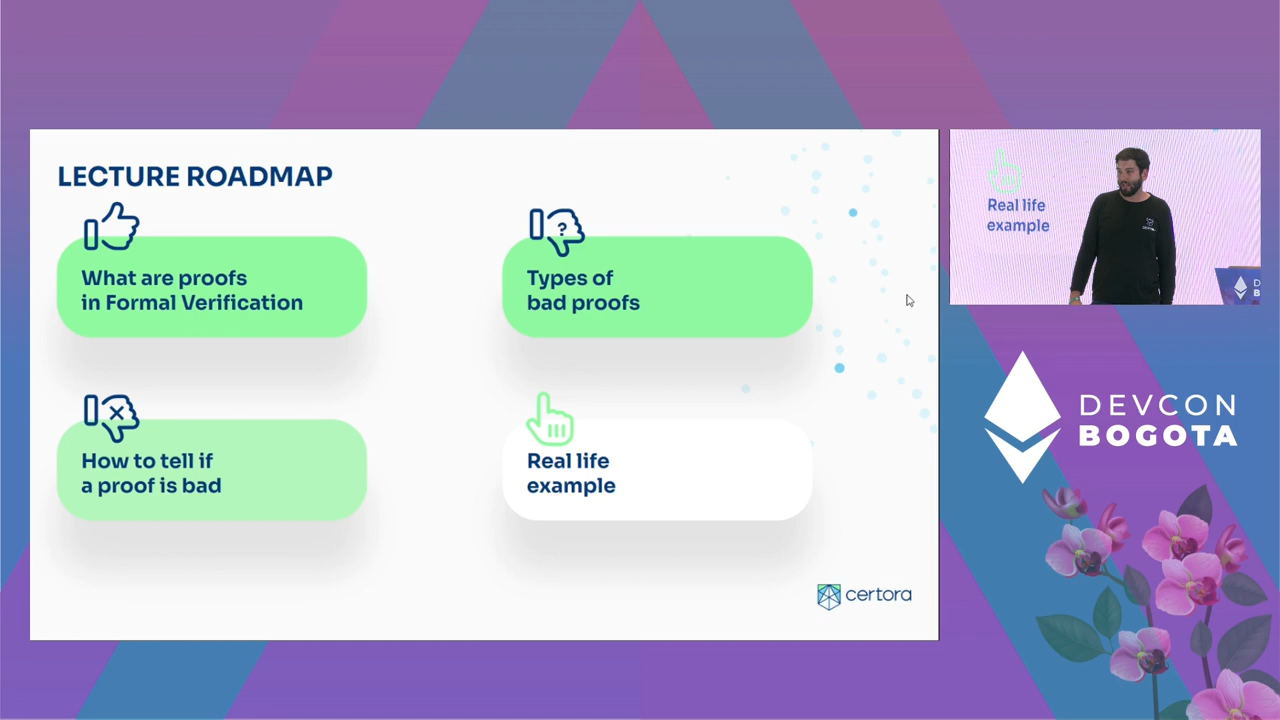 LECTURE ROADMAP
What are proofs
in Formal Verification
?
Types of
bad proofs
How to tell if
a proof is bad
Real life
example
certora
Real life
example
DEVCON
BOGOTA